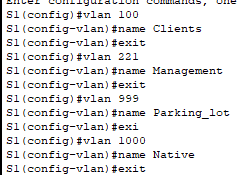 Enter configuration commands, one
S1(config)#vlan 100
S1(config-vlan)#name Clients
S1(config-vlan)#exit
S1(config)#vlan 221
S1(config-vlan)#name Management
S1(config-vlan)#exit
S1(config)#vlan 999
S1(config-vlan)#name Parking_lot
S1(config-vlan)#exi
S1(config)#vlan 1000
S1(config-vlan)#name Native
S1(config-vlan)#exit